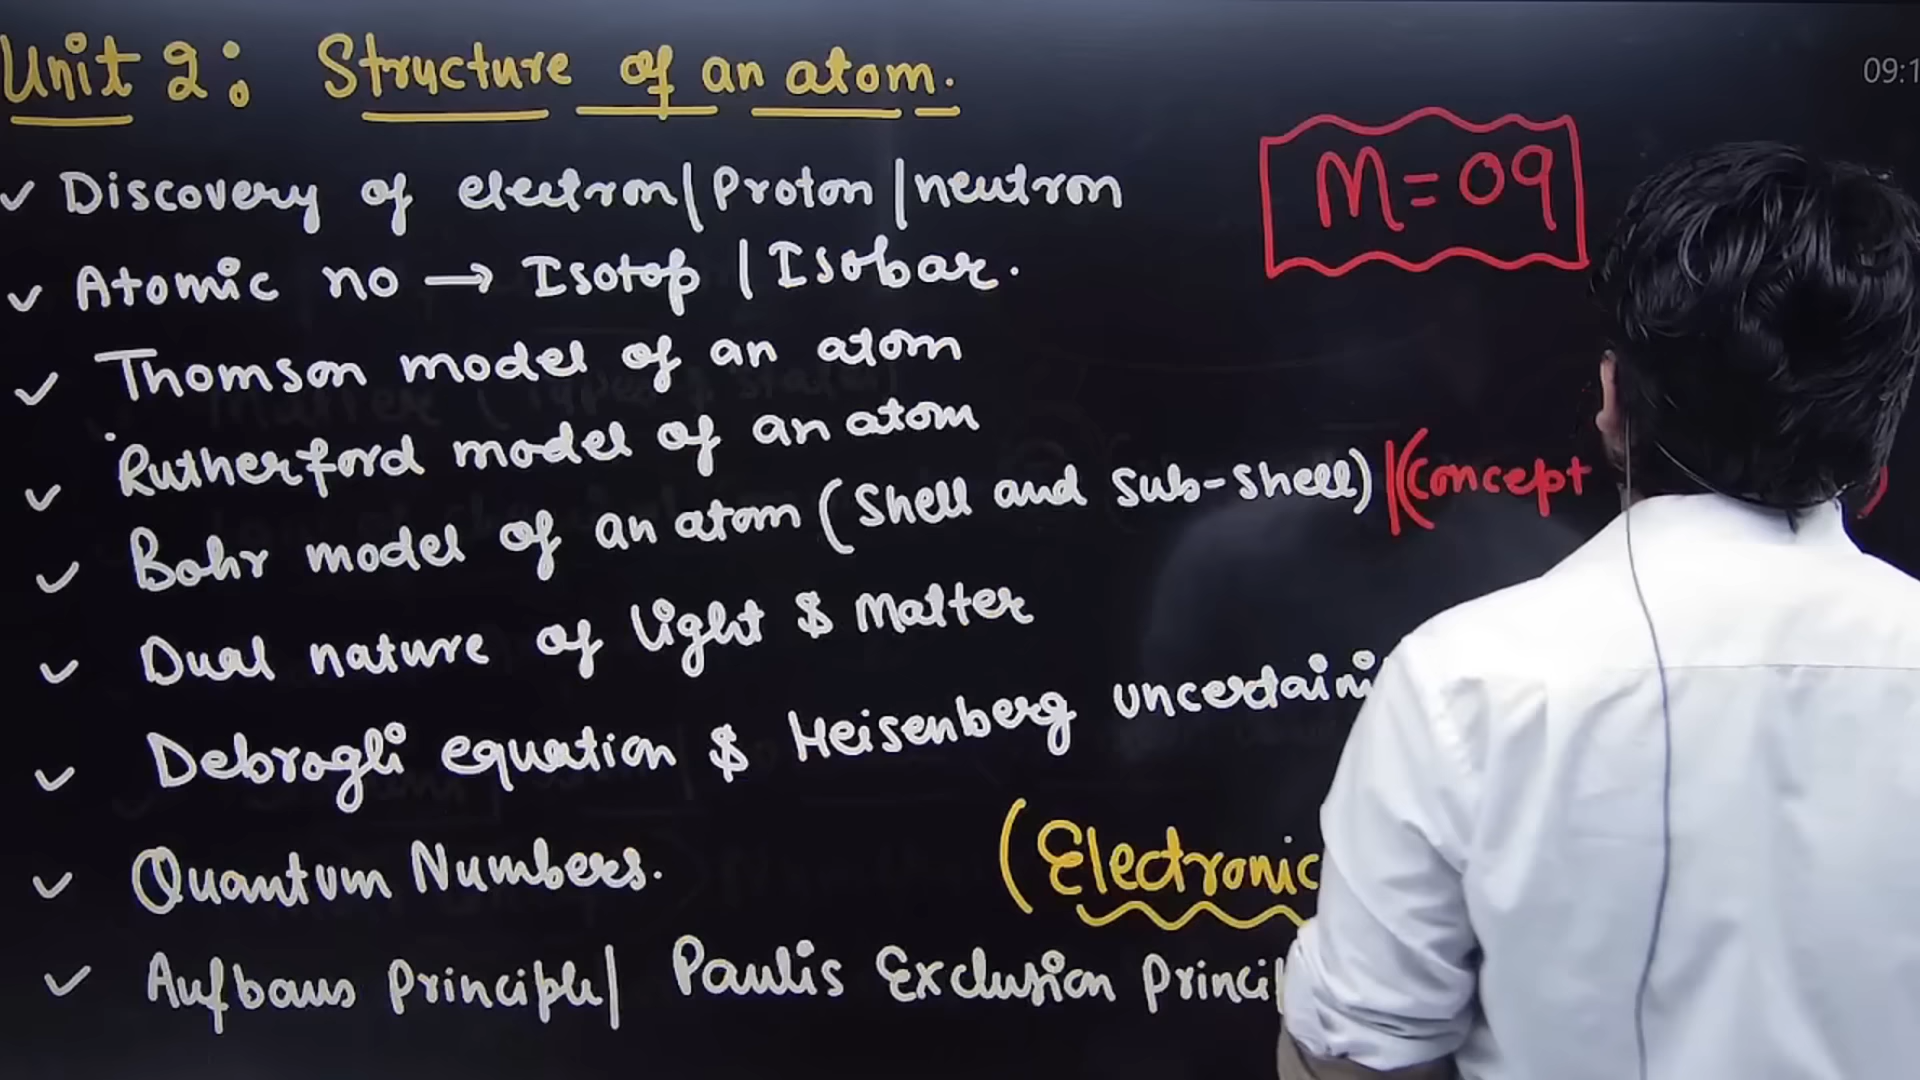 Unit 2: Structure of an atom.
09:1
M = 09
✓ Discovery of electron | Proton | neutron
✓ Atomic no → Isotop | Isobar.
✓ Thomson model of an atom
✓ Rutherford model of an atom
✓ Bohr model of an atom (Shell and Sub-shell) | (Concept
✓ Dual nature of light $ Matter
✓ Debrogli equation $ Heisenberg
✓ Quantum Numbers.
(Electronic
✓ Aufbaus Principle | Paulis Exclusion